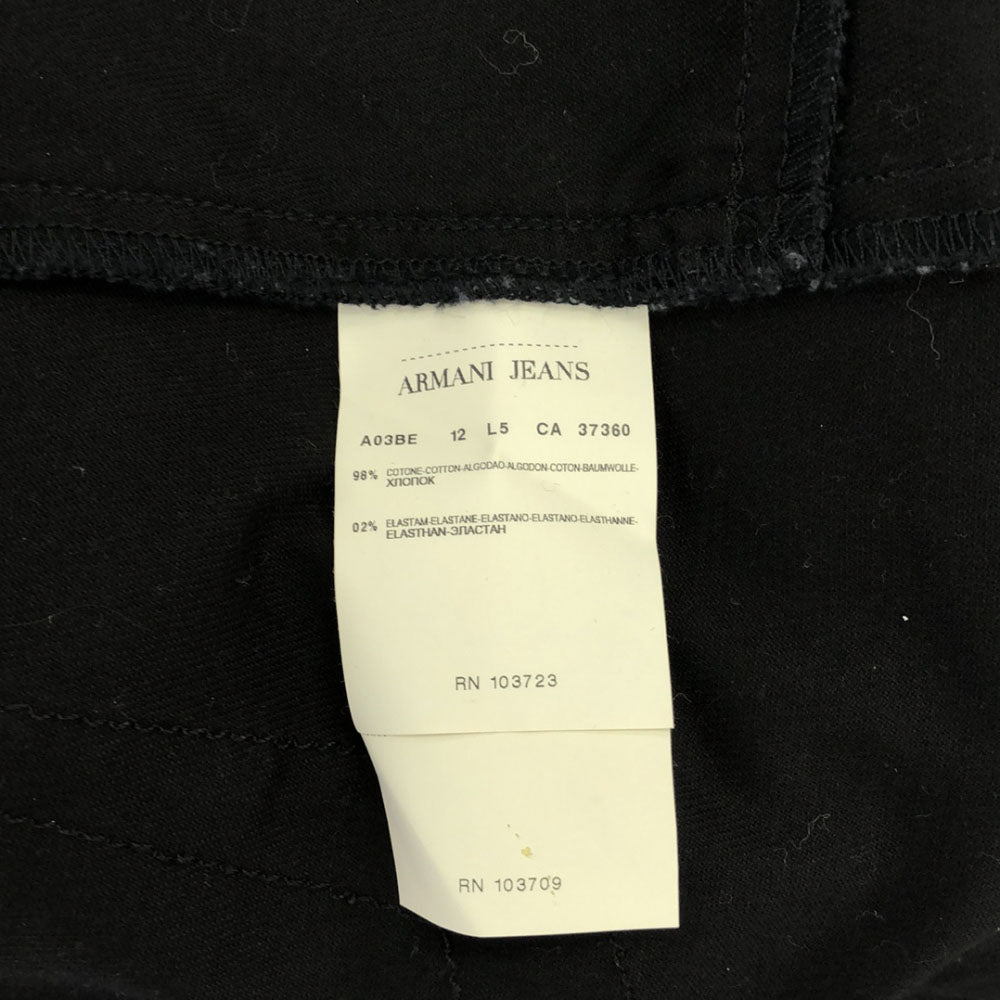 ARMANI JEANS
A03BE 12 L5 CA 37360
98% COTONE-COTTON-ALGODAO-ALGODON-COTON-BAUMWOLLE-
ХЛОПОК
02% ELASTAM-ELASTANE-ELASTANO-ELASTANO-ELASTHANNE-
ELASTHAN-ЭЛАСТАН
RN 103723
RN 103709